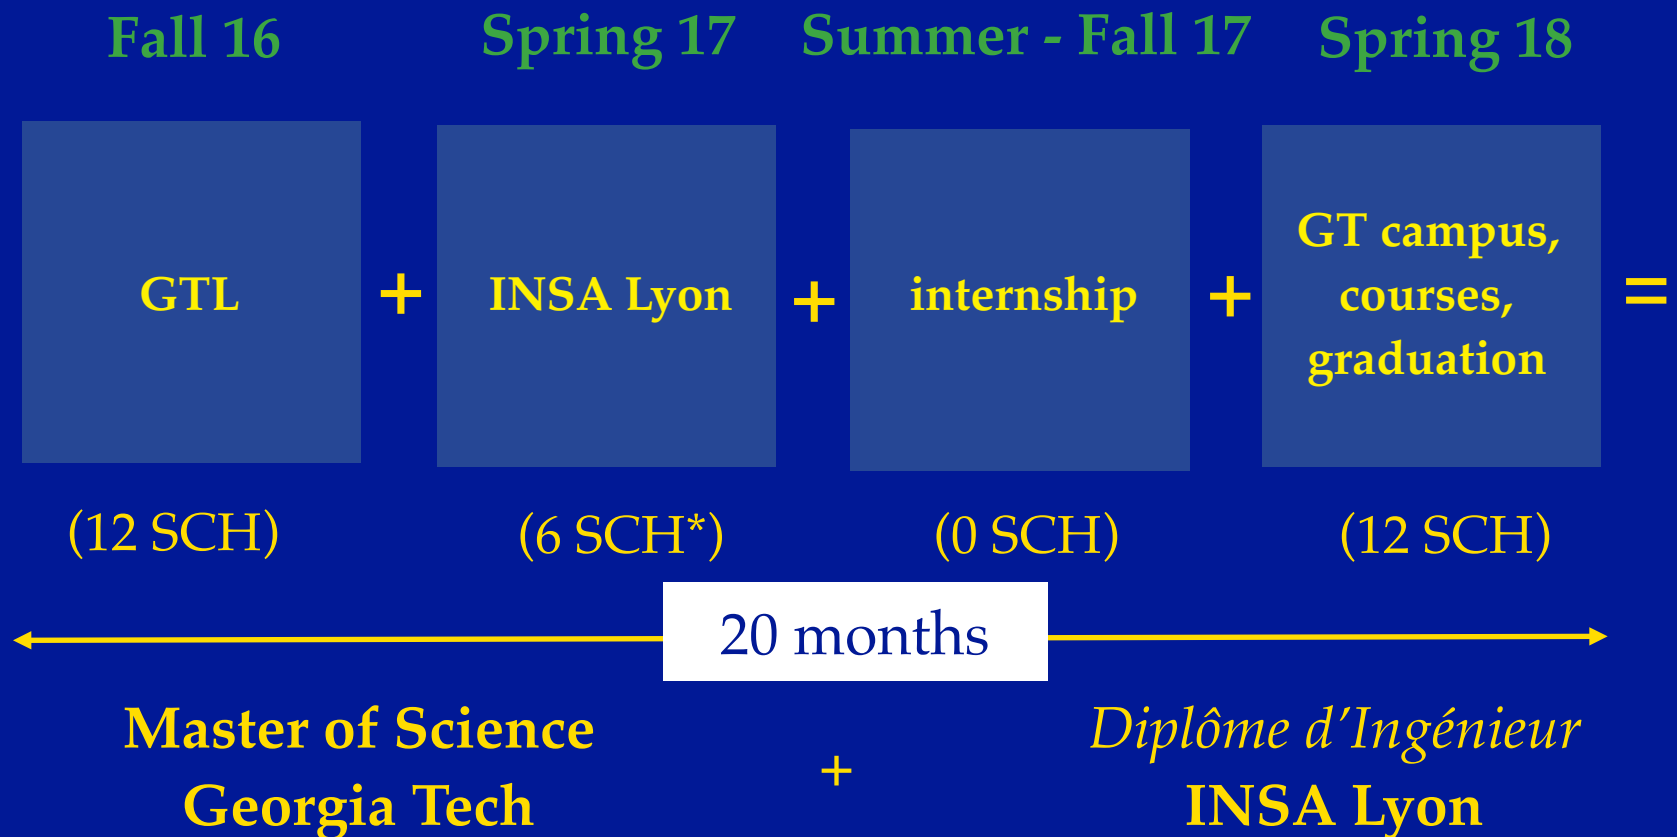 Fall 16 Spring 17 Summer - Fall 17 Spring 18
GTL + INSA Lyon + internship + GT campus, courses, graduation =
(12 SCH) (6 SCH*) (0 SCH) (12 SCH)
20 months
Master of Science
Georgia Tech
+
Diplôme d'Ingénieur
INSA Lyon